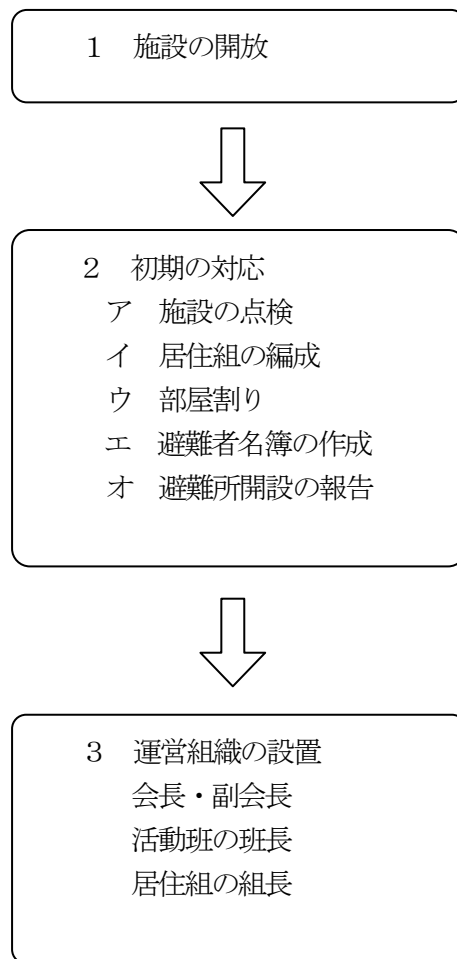 １　施設の開放
２　初期の対応
ア　施設の点検
イ　居住組の編成
ウ　部屋割り
エ　避難者名簿の作成
オ　避難所開設の報告
３　運営組織の設置
会長・副会長
活動班の班長
居住組の組長